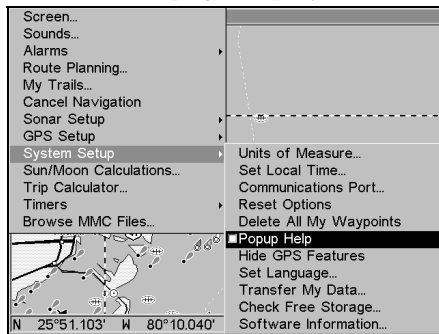 Screen...
Sounds...
Alarms
Route Planning...
My Trails...
Cancel Navigation
Sonar Setup
GPS Setup
System Setup
Sun/Moon Calculations...
Trip Calculator...
Timers
Browse MMC Files...
Units of Measure...
Set Local Time...
Communications Port...
Reset Options
Delete All My Waypoints
Popup Help
Hide GPS Features
Set Language...
Transfer My Data...
Check Free Storage...
Software Information...
N 25°51.103' W 80°10.040'